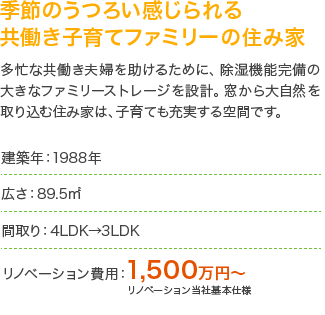 季節のうつろい感じられる
共働き子育てファミリーの住み家
多忙な共働き夫婦を助けるために、除湿機能完備の
大きなファミリーストレージを設計。窓から大自然を
取り込む住み家は、子育ても充実する空間です。
建築年：1988年
広さ：89.5㎡
間取り：4LDK→3LDK
リノベーション費用：1,500万円〜
リノベーション当社基本仕様